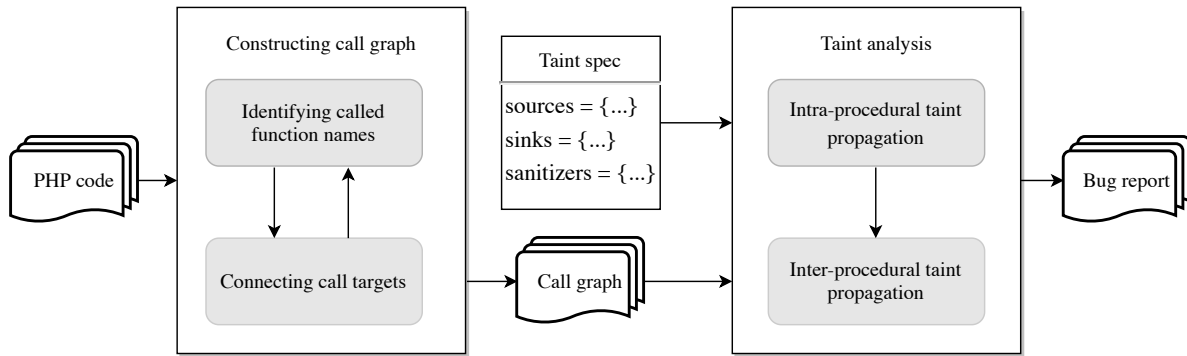 PHP code
Constructing call graph
Identifying called
function names
Connecting call targets
Taint spec
sources = {...}
sinks = {...}
sanitizers = {...}
Call graph
Taint analysis
Intra-procedural taint
propagation
Inter-procedural taint
propagation
Bug report